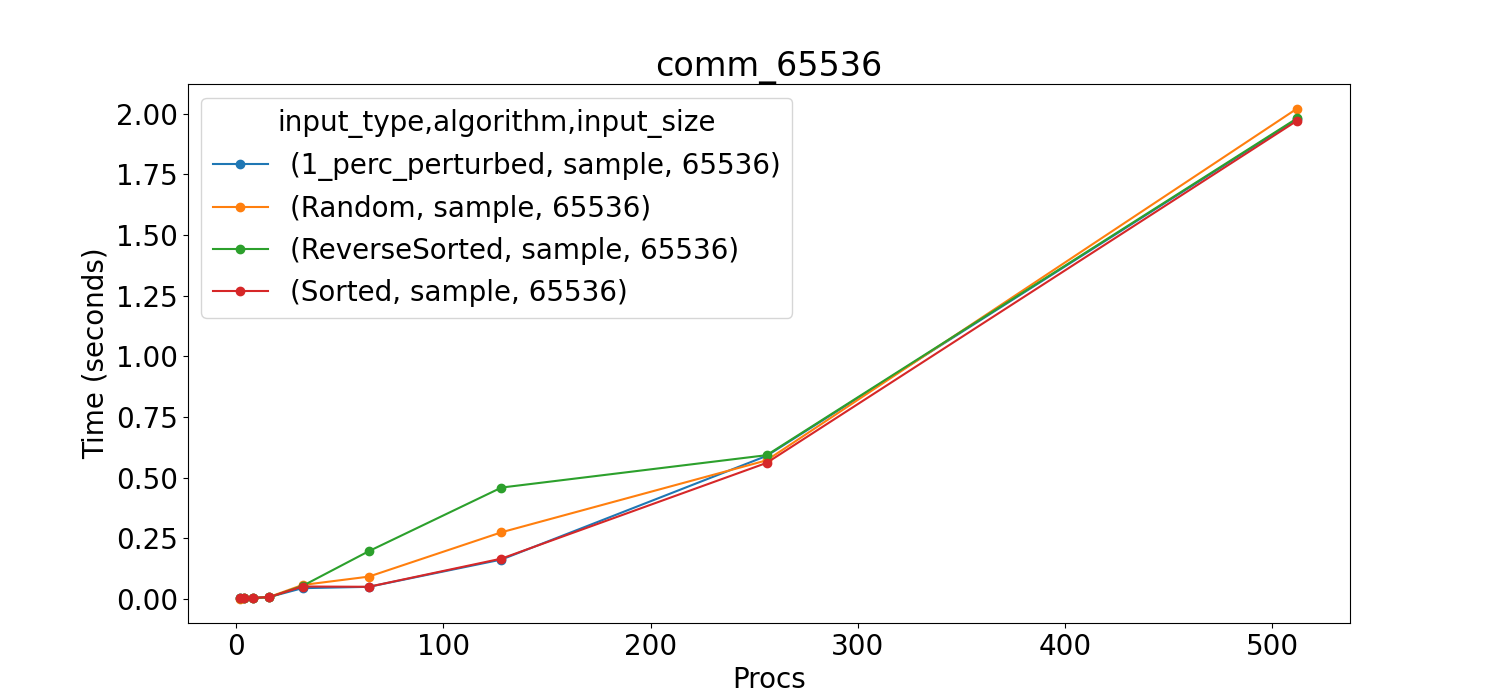 comm_65536
input_type,algorithm,input_size
(1_perc_perturbed, sample, 65536)
(Random, sample, 65536)
(ReverseSorted, sample, 65536)
(Sorted, sample, 65536)
Time (seconds)
2.00
1.75
1.50
1.25
1.00
0.75
0.50
0.25
0.00
0 100 200 300 400 500
Procs